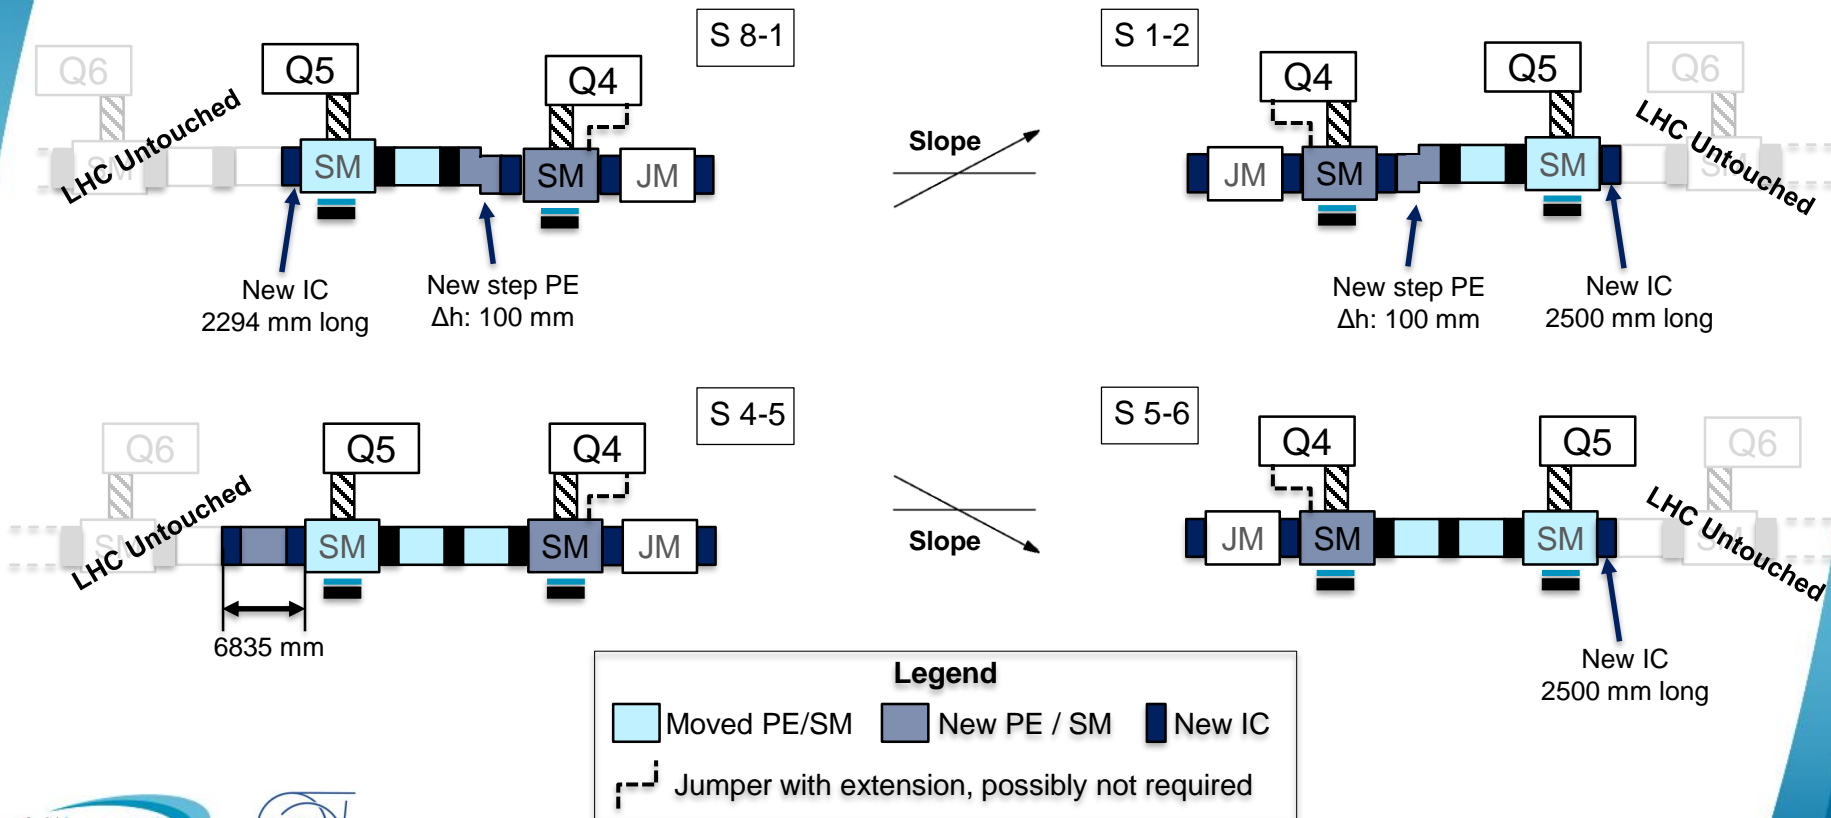 S 8-1
Q6
Q5
Q4
LHC Untouched
SM
SM
SM
JM
New IC
2294 mm long
New step PE
Δh: 100 mm
Slope
S 1-2
Q4
Q5
Q6
LHC Untouched
JM
SM
SM
SM
New step PE
Δh: 100 mm
New IC
2500 mm long
S 4-5
Q6
Q5
Q4
LHC Untouched
SM
SM
SM
JM
6835 mm
Slope
S 5-6
Q4
Q5
Q6
LHC Untouched
JM
SM
SM
SM
New IC
2500 mm long
Legend
Moved PE/SM
New PE / SM
New IC
Jumper with extension, possibly not required